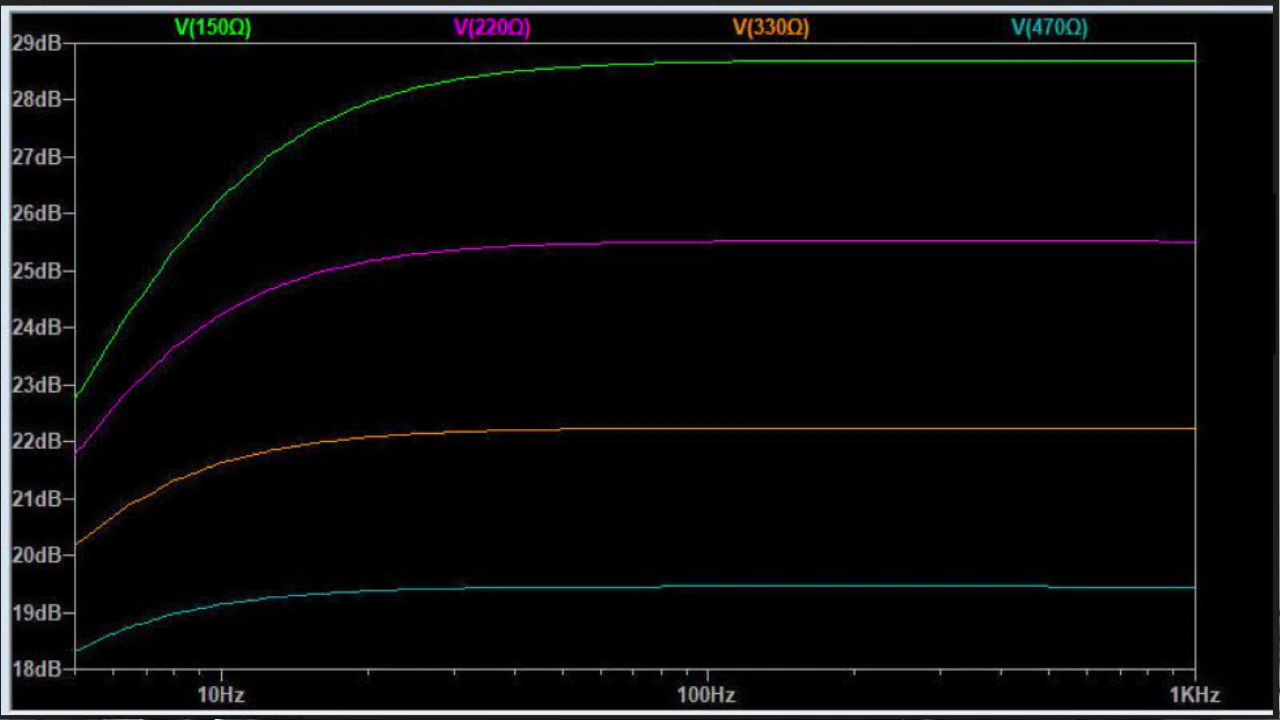 V(150Ω) V(220Ω) V(330Ω) V(470Ω)
29dB
28dB
27dB
26dB
25dB
24dB
23dB
22dB
21dB
20dB
19dB
18dB
10Hz 100Hz 1KHz